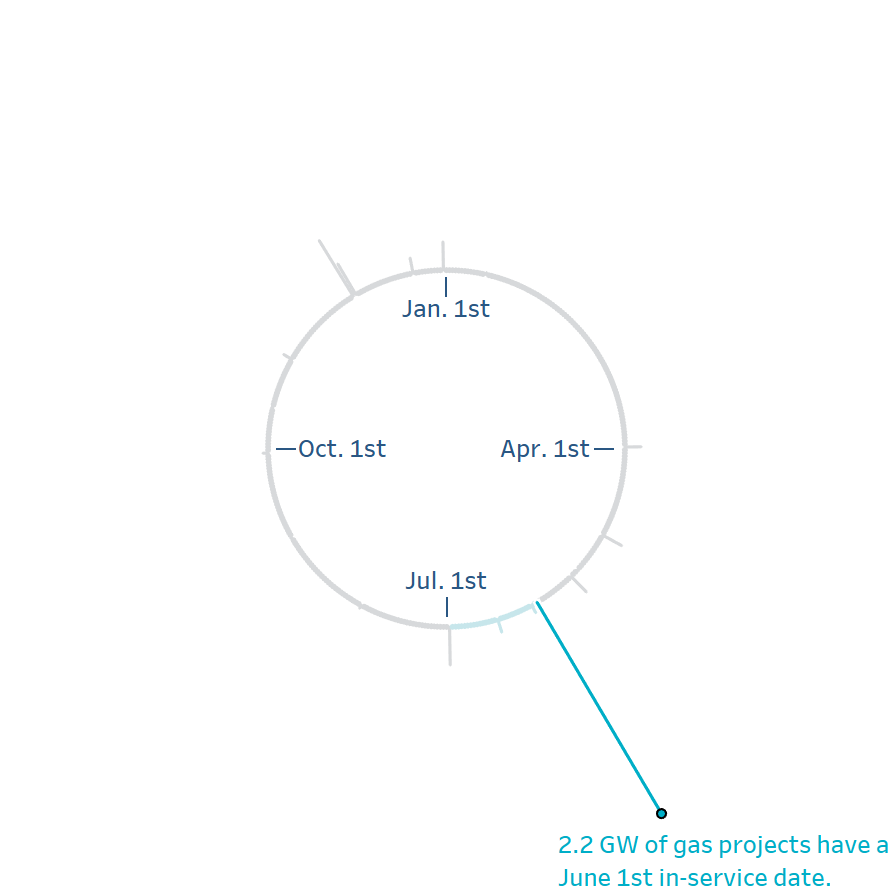 Jan. 1st
Oct. 1st
Apr. 1st
Jul. 1st
2.2 GW of gas projects have a
June 1st in-service date.